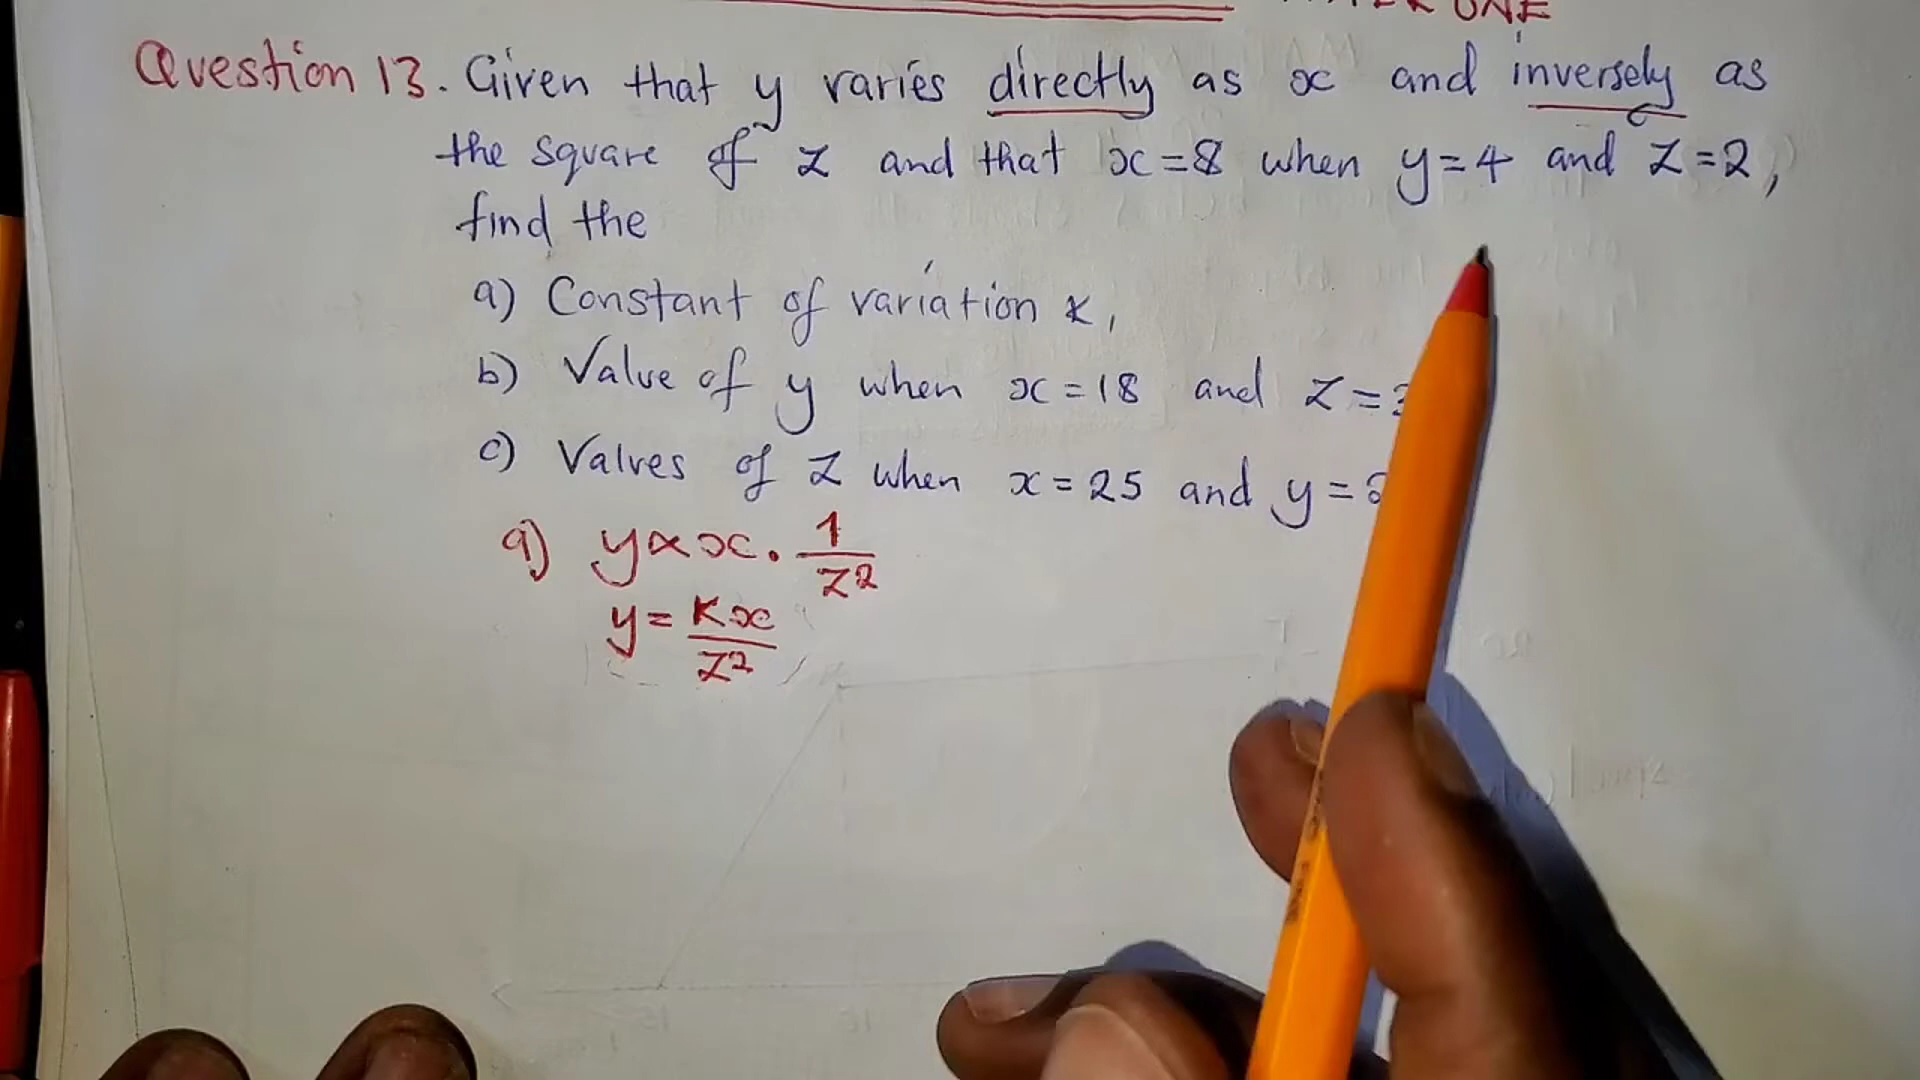 ONE
Question 13. Given that y varies directly as x and inversely as
the square of z and that x=8 when y=4 and z=2,
find the
a) Constant of variation k,
b) Value of y when x=18 and z=
c) Values of z when x=25 and y=
a) y∝x. 1/z²
y=Kx/z²